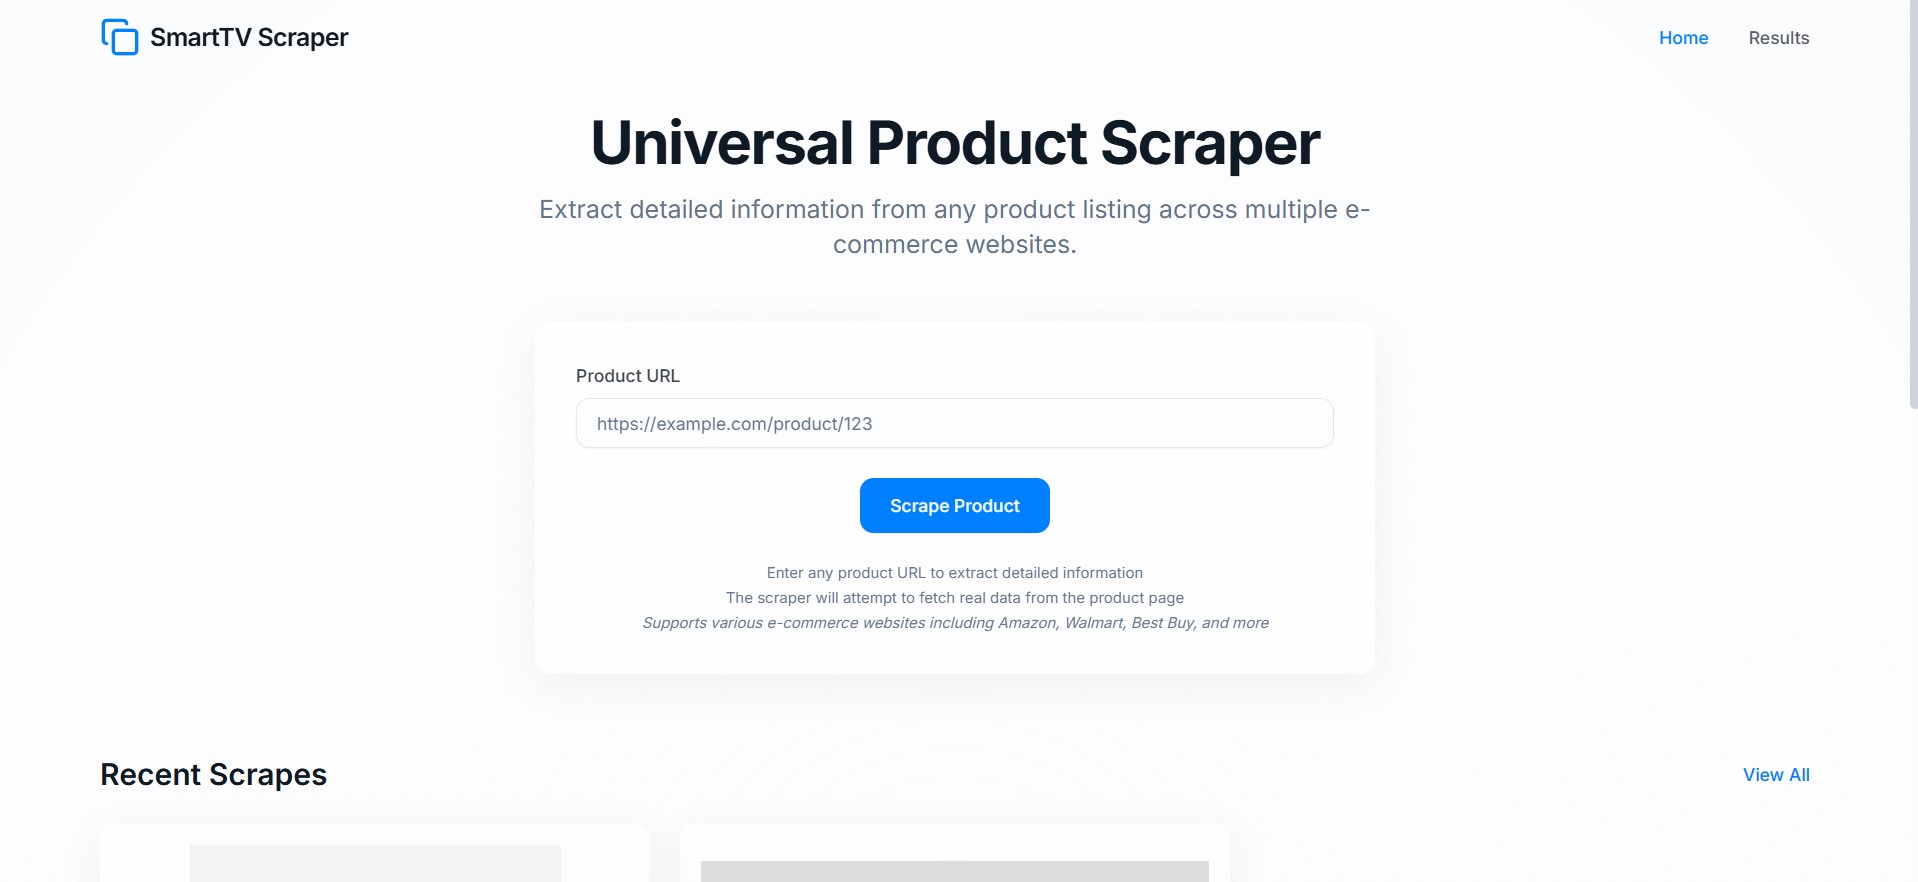 SmartTV Scraper
Home
Results
Universal Product Scraper
Extract detailed information from any product listing across multiple e-
commerce websites.
Product URL
https://example.com/product/123
Scrape Product
Enter any product URL to extract detailed information
The scraper will attempt to fetch real data from the product page
Supports various e-commerce websites including Amazon, Walmart, Best Buy, and more
Recent Scrapes
View All